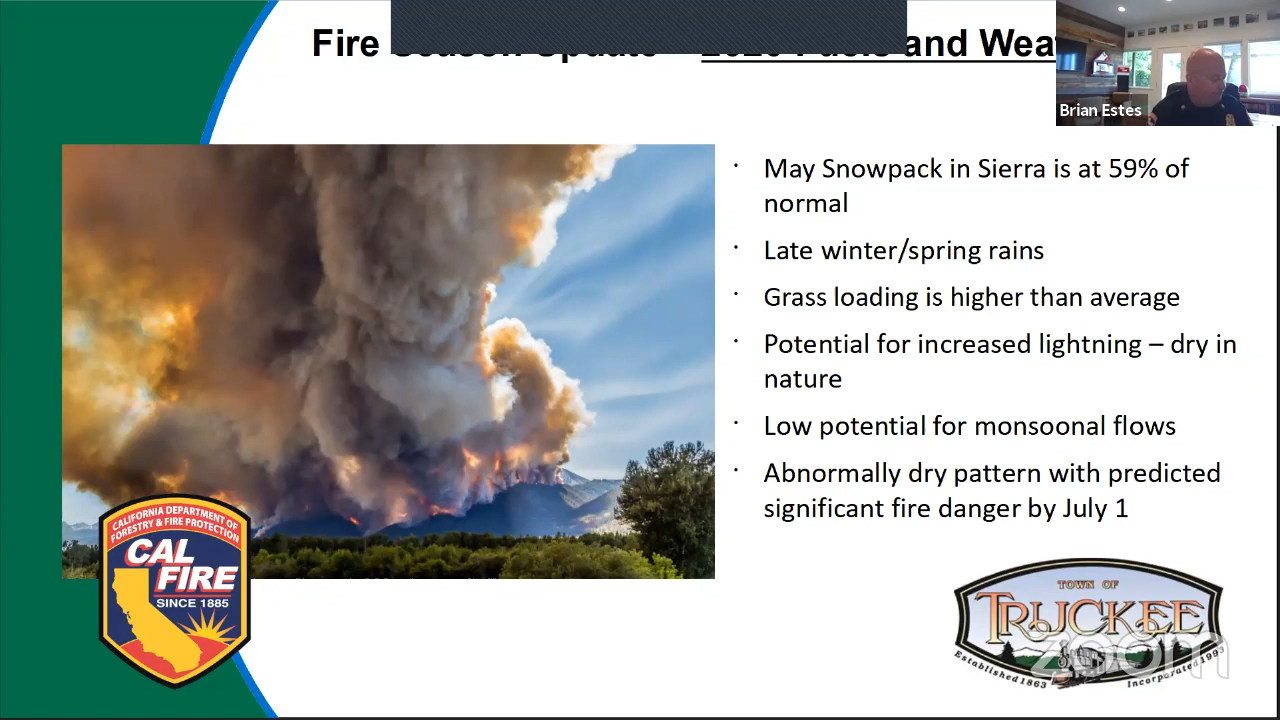 Fire Season Update – 2020 Fuels and Wea
Brian Estes
· May Snowpack in Sierra is at 59% of
normal
· Late winter/spring rains
· Grass loading is higher than average
· Potential for increased lightning – dry in
nature
· Low potential for monsoonal flows
· Abnormally dry pattern with predicted
significant fire danger by July 1
CALIFORNIA DEPARTMENT OF
FORESTRY & FIRE PROTECTION
CAL
FIRE
SINCE 1885
TOWN OF
TRUCKEE
zoom
Established 1863
Incorporated 1993